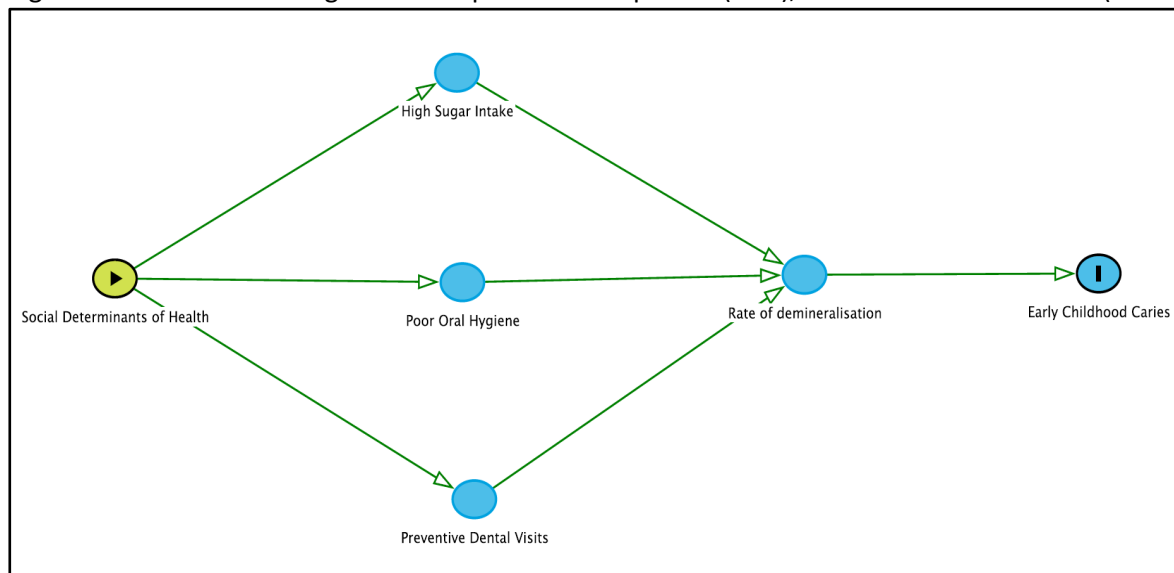 High Sugar Intake
Social Determinants of Health
Poor Oral Hygiene
Rate of demineralisation
Early Childhood Caries
Preventive Dental Visits